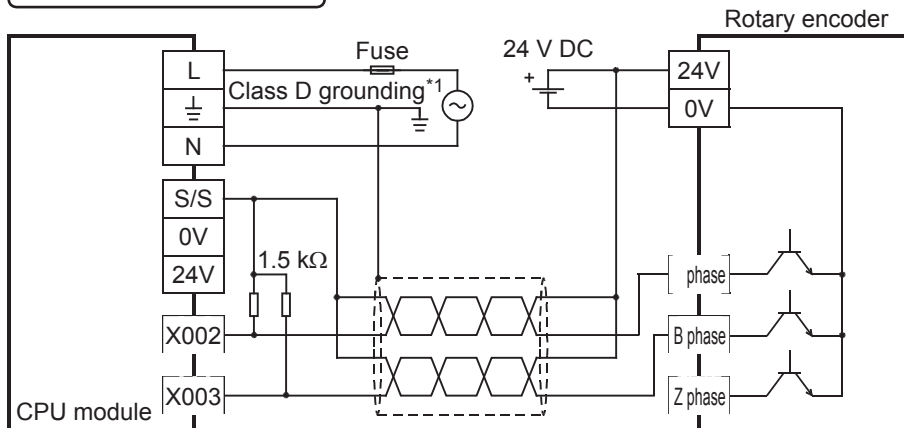 Rotary encoder
Fuse
24 V DC
L
Class D grounding*1
N
+
24V
0V
S/S
0V
24V
1.5 kΩ
phase
X002
B phase
X003
Z phase
CPU module